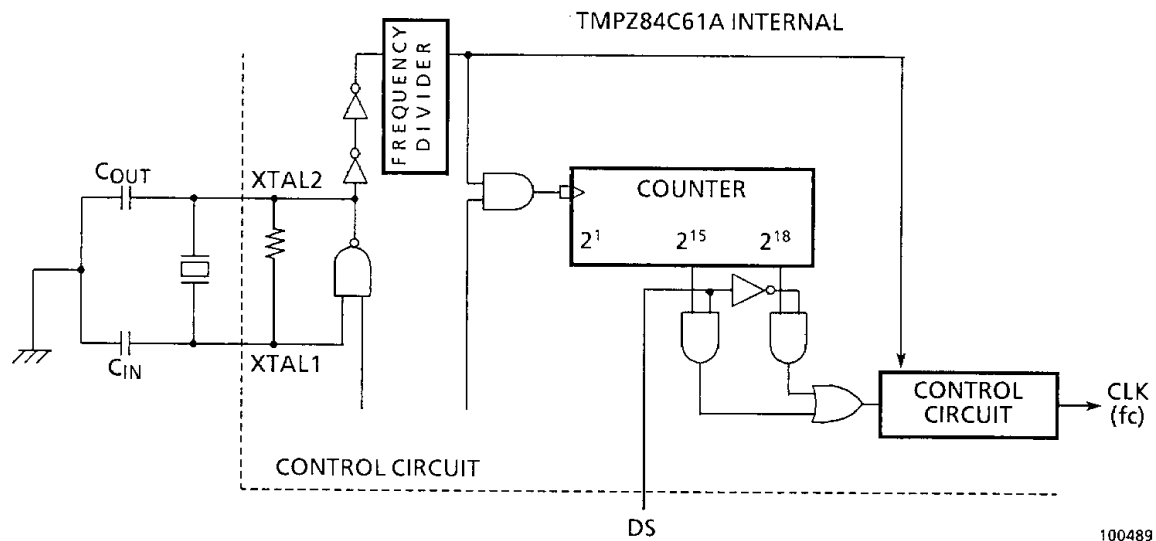 TMPZ84C61A INTERNAL
FREQUENCY
DIVIDER
COUT
XTAL2
COUNTER
2¹ 2¹⁵ 2¹⁸
CIN
XTAL1
CONTROL
CIRCUIT
CLK
(fc)
CONTROL CIRCUIT
DS
100489